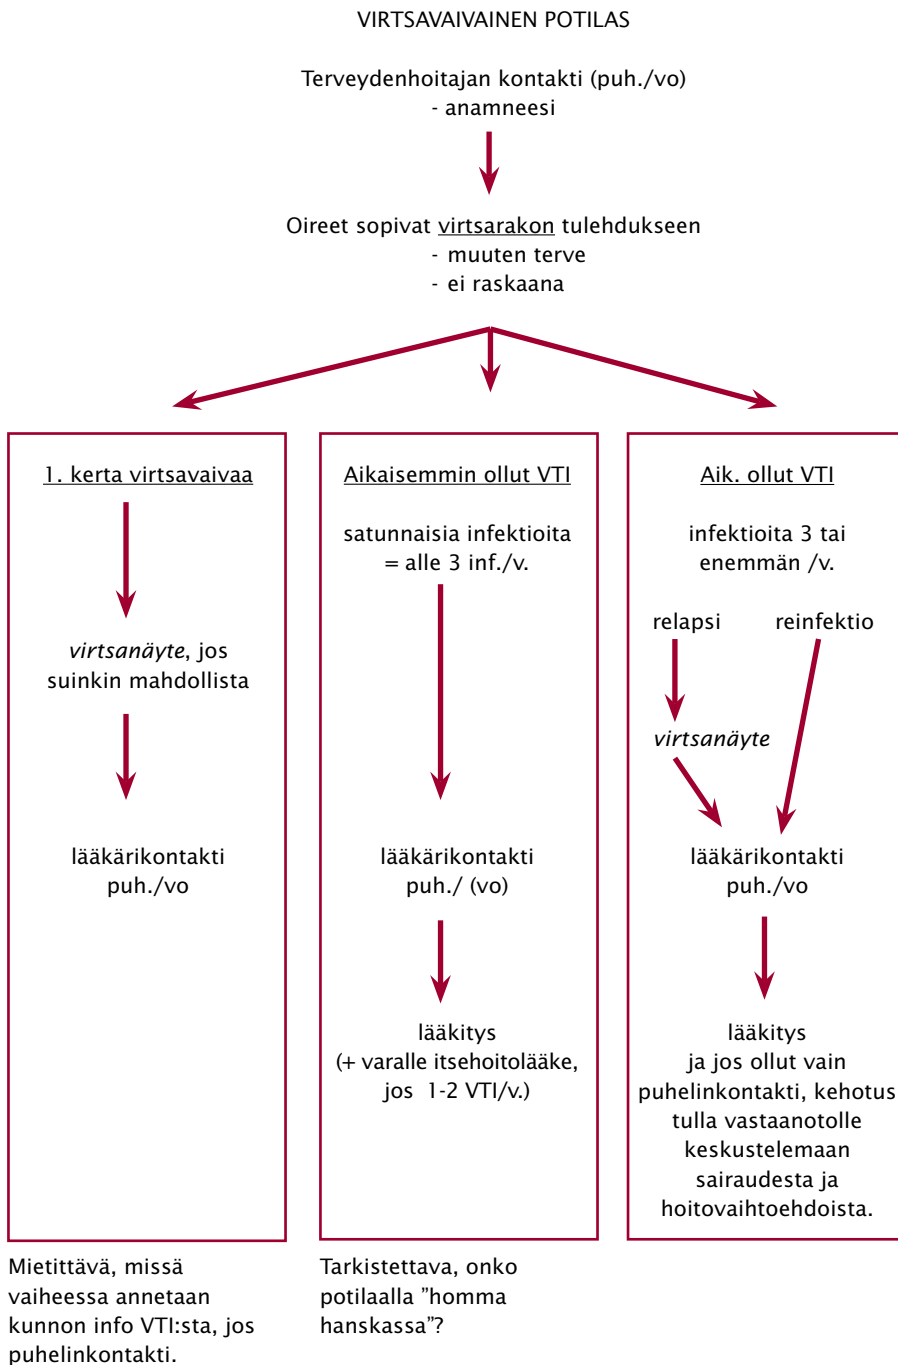 VIRTSAVAIVAINEN POTILAS
Terveydenhoitajan kontakti (puh./vo)
- anamneesi
Oireet sopivat virtsarakon tulehdukseen
- muuten terve
- ei raskaana
1. kerta virtsavaivaa
virtsanäyte, jos
suinkin mahdollista
lääkärikontakti
puh./vo
Mietittävä, missä
vaiheessa annetaan
kunnon info VTI:sta, jos
puhelinkontakti.
Aikaisemmin ollut VTI
satunnaisia infektioita
= alle 3 inf./v.
lääkärikontakti
puh./ (vo)
lääkitys
(+ varalle itsehoitolääke,
jos 1-2 VTI/v.)
Tarkistettava, onko
potilaalla ”homma
hanskassa”?
Aik. ollut VTI
infektioita 3 tai
enemmän /v.
relapsi reinfektio
virtsanäyte
lääkärikontakti
puh./vo
lääkitys
ja jos ollut vain
puhelinkontakti, kehotus
tulla vastaanotolle
keskustelemaan
sairaudesta ja
hoitovaihtoehdoista.